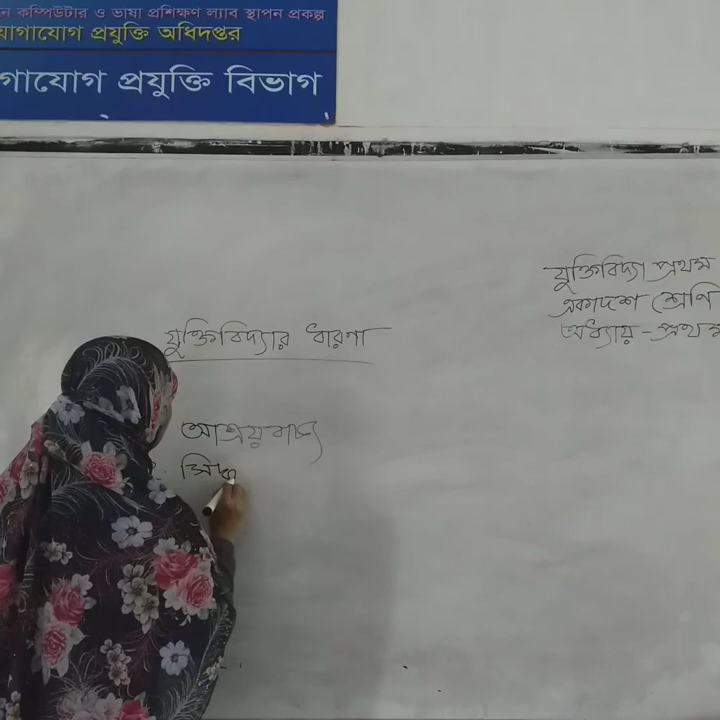 ন কম্পিউটার ও ভাষা প্রশিক্ষণ ল্যাব স্থাপন প্রকল্প
যোগাযোগ প্রযুক্তি অধিদপ্তর
গাযোগ প্রযুক্তি বিভাগ
যুক্তিবিদ্যা প্রথম
একাদশ শ্রেণি
অধ্যায় - প্রথম
যুক্তিবিদ্যার ধারণা
আশ্রয়বাক্য